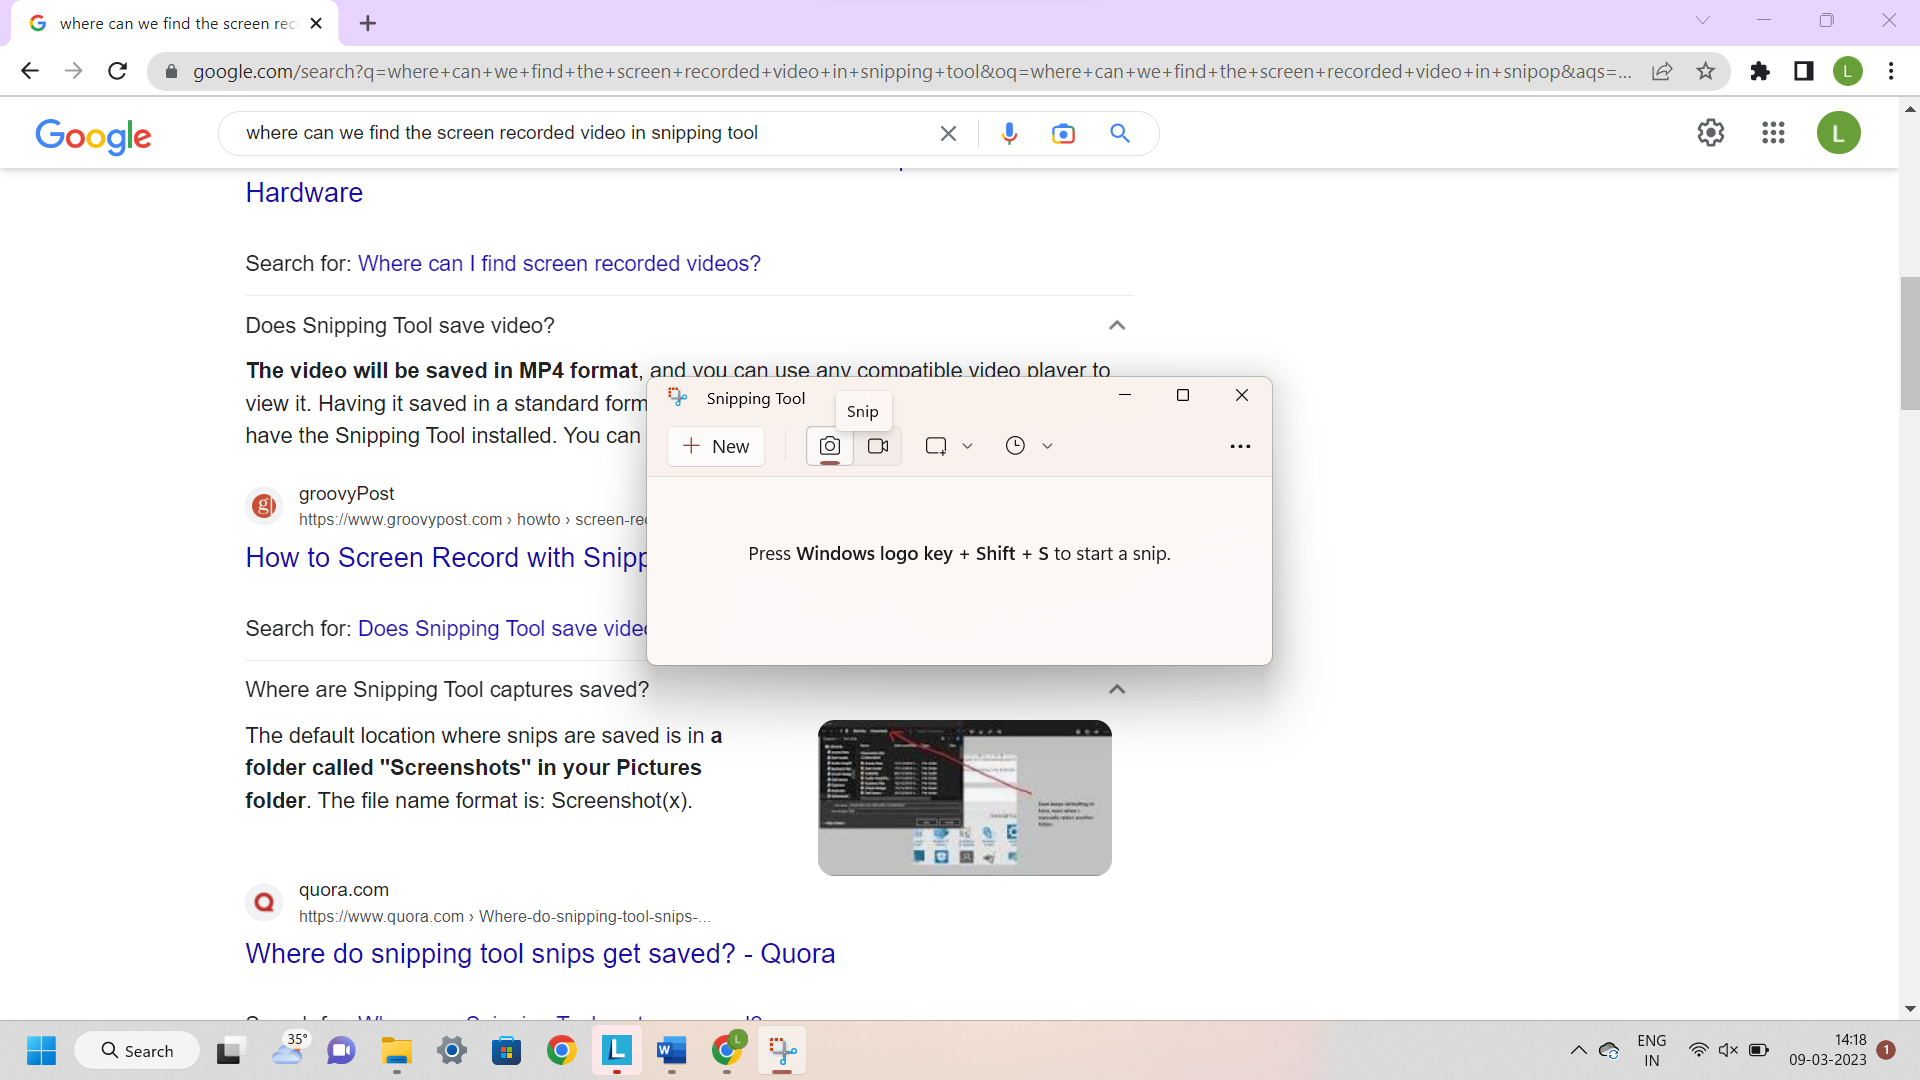 where can we find the screen rec
google.com/search?q=where+can+we+find+the+screen+recorded+video+in+snipping+tool&oq=where+can+we+find+the+screen+recorded+video+in+snipop&aqs=...
L
Google
where can we find the screen recorded video in snipping tool
L
Hardware
Search for: Where can I find screen recorded videos?
Does Snipping Tool save video?
The video will be saved in MP4 format, and you can use any compatible video player to
view it. Having it saved in a standard form
have the Snipping Tool installed. You can
Snipping Tool
Snip
New
Press Windows logo key + Shift + S to start a snip.
groovyPost
https://www.groovypost.com › howto › screen-rec
How to Screen Record with Snipp
Search for: Does Snipping Tool save video
Where are Snipping Tool captures saved?
The default location where snips are saved is in a
folder called "Screenshots" in your Pictures
folder. The file name format is: Screenshot(x).
quora.com
https://www.quora.com › Where-do-snipping-tool-snips-...
Where do snipping tool snips get saved? - Quora
Search
35°
L
L
ENG
IN
14:18
09-03-2023
1